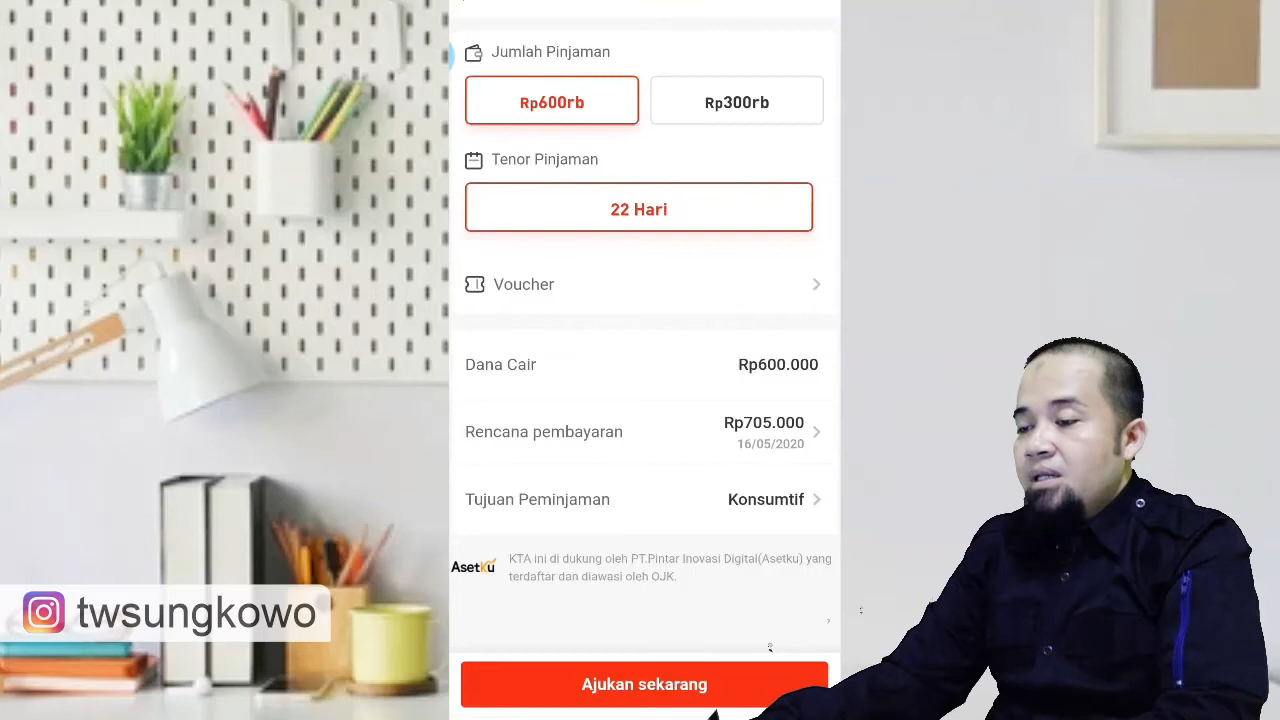 Jumlah Pinjaman
Rp600rb
Rp300rb
Tenor Pinjaman
22 Hari
Voucher
Dana Cair
Rp600.000
Rencana pembayaran
Rp705.000
16/05/2020
Tujuan Peminjaman
Konsumtif
AsetKu
KTA ini di dukung oleh PT.Pintar Inovasi Digital(Asetku) yang
terdaftar dan diawasi oleh OJK.
twsungkowo
Ajukan sekarang